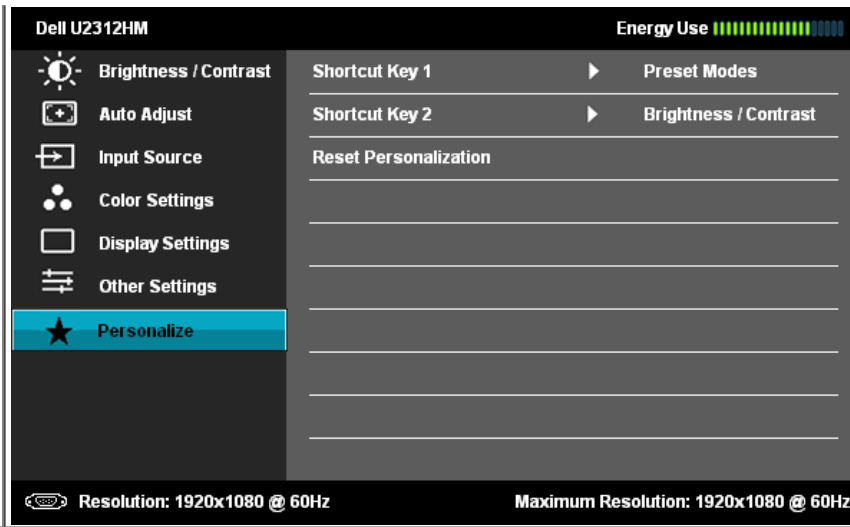 Dell U2312HM Energy Use
Brightness / Contrast Shortcut Key 1 Preset Modes
Auto Adjust Shortcut Key 2 Brightness / Contrast
Input Source Reset Personalization
Color Settings
Display Settings
Other Settings
Personalize
Resolution: 1920x1080 @ 60Hz Maximum Resolution: 1920x1080 @ 60Hz